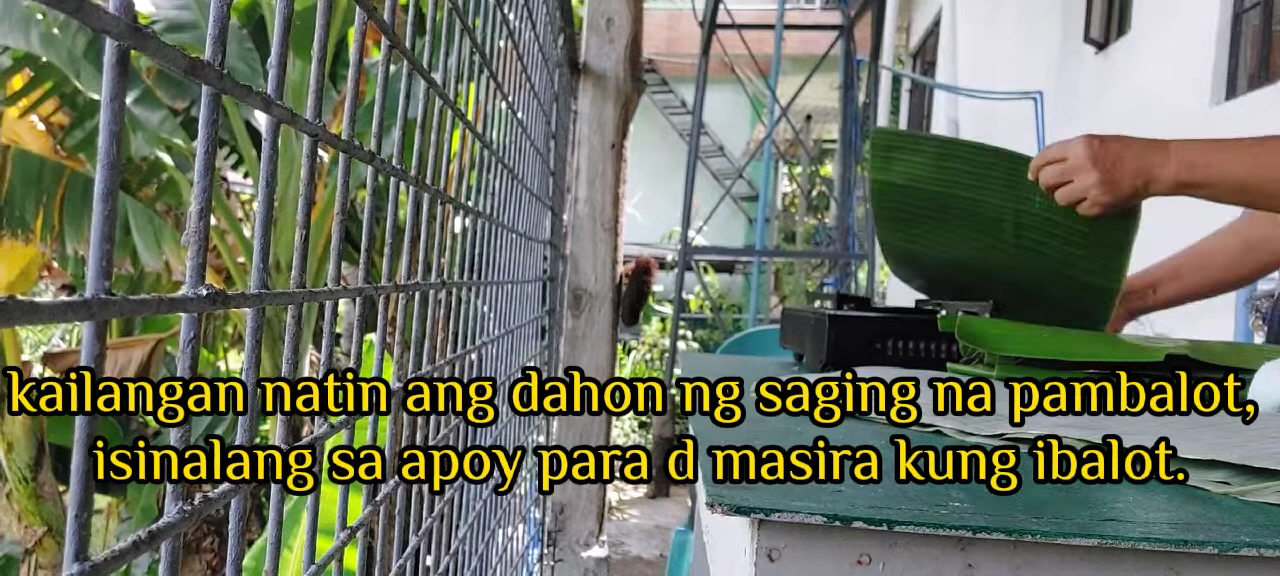 kailangan natin ang dahon ng saging na pambalot,
isinalang sa apoy para d masira kung ibalot.